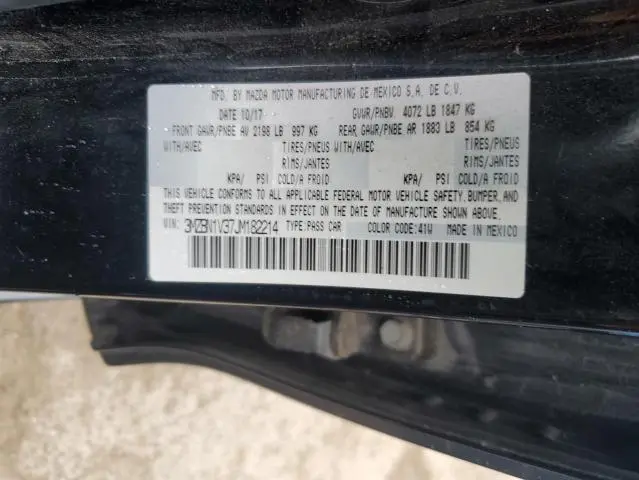 MFD. BY MAZDA MOTOR MANUFACTURING DE MEXICO S.A. DE C.V.
DATE 10/17 GVWR/PNBV 4072 LB 1847 KG
FRONT GAWR/PNBE AV 2198 LB 997 KG REAR GAWR/PNBE AR 1883 LB 854 KG
WITH/AVEC TIRES/PNEUS WITH/AVEC TIRES/PNEUS
RIMS/JANTES RIMS/JANTES
KPA/ PSI COLD/A FROID KPA/ PSI COLD/A FROID
THIS VEHICLE CONFORMS TO ALL APPLICABLE FEDERAL MOTOR VEHICLE SAFETY, BUMPER, AND
THEFT PREVENTION STANDARDS IN EFFECT ON THE DATE OF MANUFACTURE SHOWN ABOVE.
VIN: 3MZBN1V37JM182214 TYPE:PASS CAR COLOR CODE:41W MADE IN MEXICO